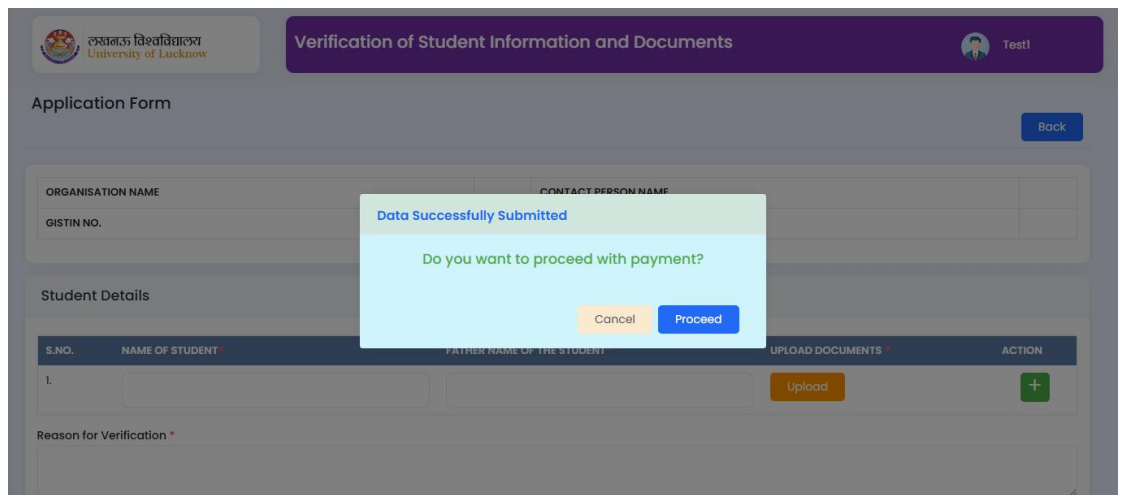 लखनऊ विश्वविद्यालय
University of Lucknow
Verification of Student Information and Documents
Test1
Application Form
Back
ORGANISATION NAME
CONTACT PERSON NAME
GISTIN NO.
Data Successfully Submitted
Do you want to proceed with payment?
Cancel Proceed
Student Details
S.NO. NAME OF STUDENT* FATHER NAME OF THE STUDENT UPLOAD DOCUMENTS * ACTION
1. Upload +
Reason for Verification *